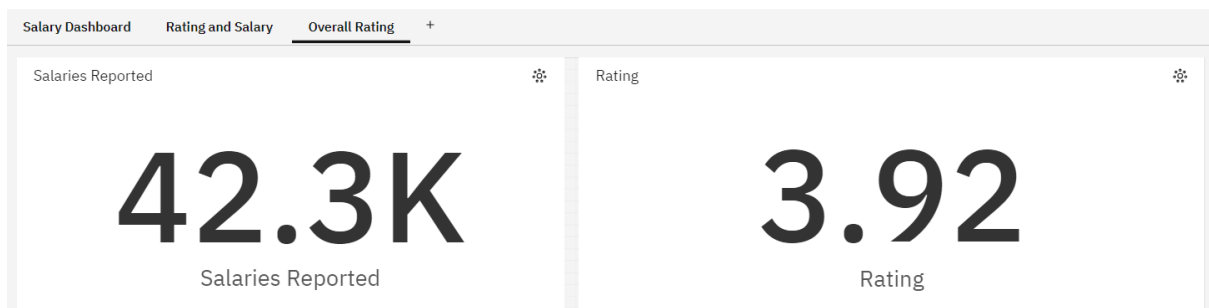 Salary Dashboard Rating and Salary Overall Rating +
Salaries Reported
42.3K
Salaries Reported
Rating
3.92
Rating